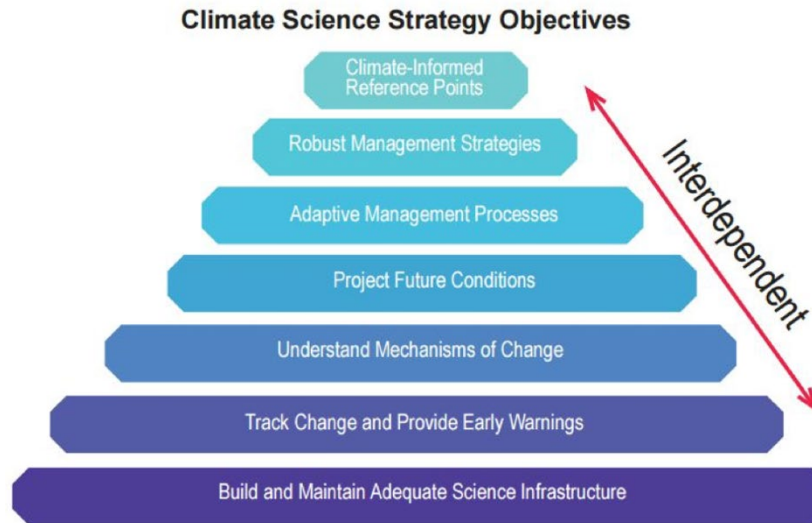 Climate Science Strategy Objectives
Climate-Informed
Reference Points
Robust Management Strategies
Adaptive Management Processes
Project Future Conditions
Understand Mechanisms of Change
Track Change and Provide Early Warnings
Build and Maintain Adequate Science Infrastructure
Interdependent